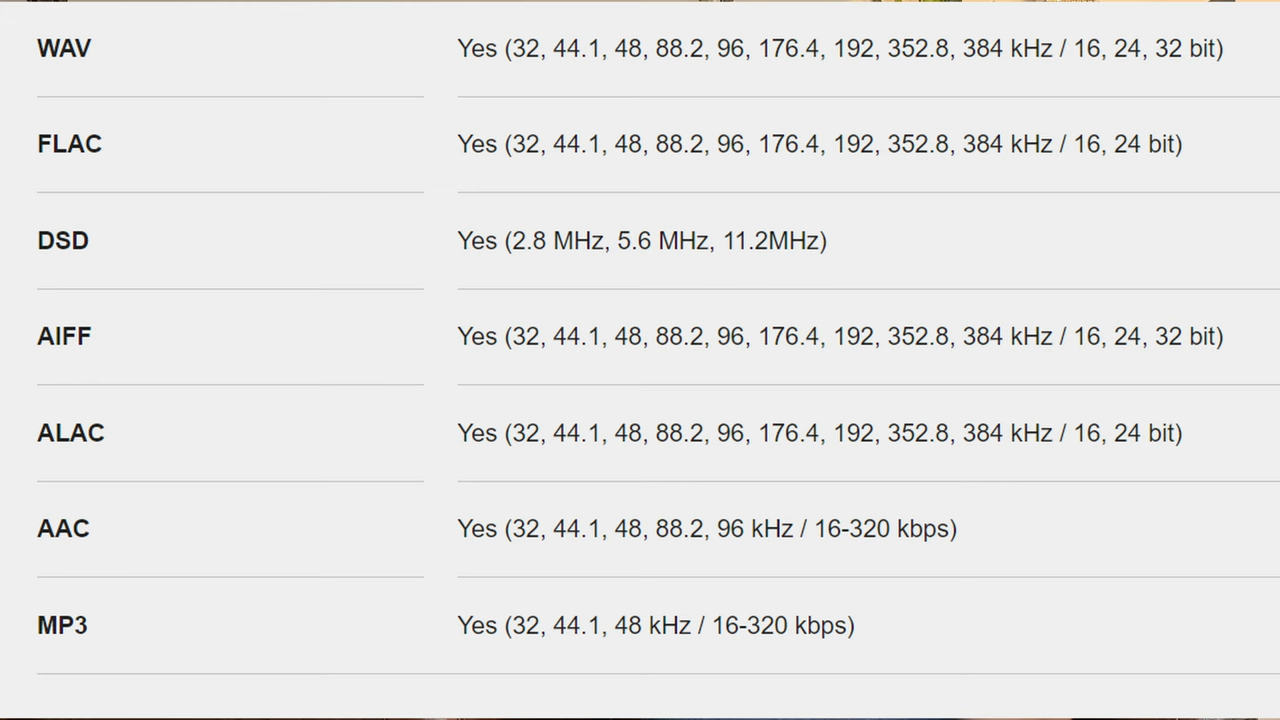 WAV Yes (32, 44.1, 48, 88.2, 96, 176.4, 192, 352.8, 384 kHz / 16, 24, 32 bit)
FLAC Yes (32, 44.1, 48, 88.2, 96, 176.4, 192, 352.8, 384 kHz / 16, 24 bit)
DSD Yes (2.8 MHz, 5.6 MHz, 11.2MHz)
AIFF Yes (32, 44.1, 48, 88.2, 96, 176.4, 192, 352.8, 384 kHz / 16, 24, 32 bit)
ALAC Yes (32, 44.1, 48, 88.2, 96, 176.4, 192, 352.8, 384 kHz / 16, 24 bit)
AAC Yes (32, 44.1, 48, 88.2, 96 kHz / 16-320 kbps)
MP3 Yes (32, 44.1, 48 kHz / 16-320 kbps)